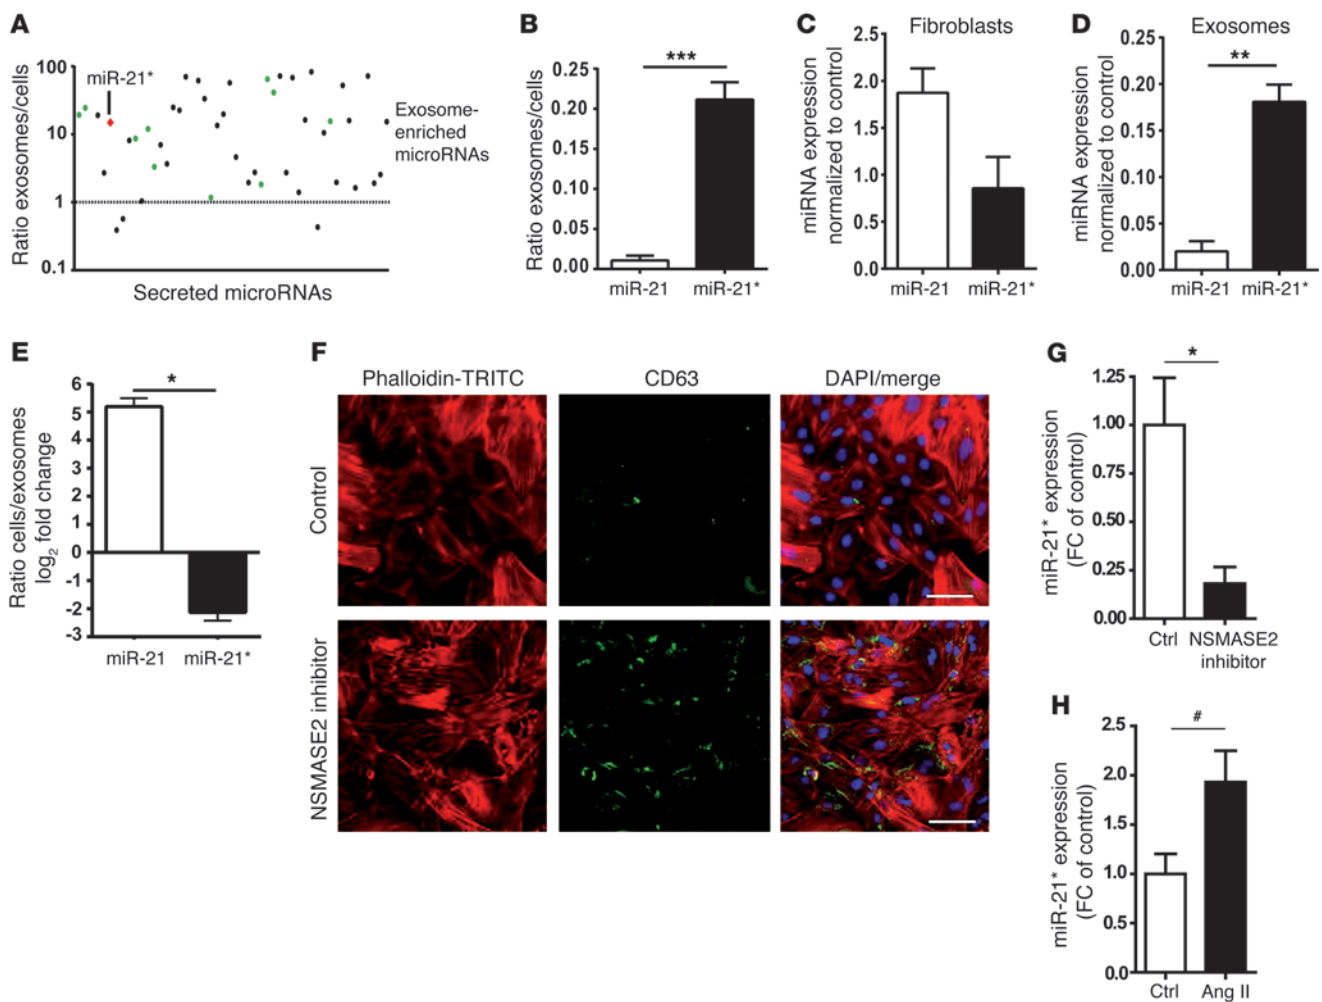 A
Ratio exosomes/cells
100
10
1
0.1
miR-21*
Exosome-
enriched
microRNAs
Secreted microRNAs
B
Ratio exosomes/cells
0.25
0.20
0.15
0.10
0.05
0.00
***
miR-21 miR-21*
C
Fibroblasts
miRNA expression
normalized to control
2.5
2.0
1.5
1.0
0.5
0.0
miR-21 miR-21*
D
Exosomes
miRNA expression
normalized to control
0.25
0.20
0.15
0.10
0.05
0.00
**
miR-21 miR-21*
E
Ratio cells/exosomes
log2 fold change
6
5
4
3
2
1
0
-1
-2
-3
*
miR-21 miR-21*
F
Phalloidin-TRITC CD63 DAPI/merge
Control
NSMASE2 inhibitor
G
miR-21* expression
(FC of control)
1.25
1.00
0.75
0.50
0.25
0.00
*
Ctrl NSMASE2
inhibitor
H
miR-21* expression
(FC of control)
2.5
2.0
1.5
1.0
0.5
0.0
#
Ctrl Ang II